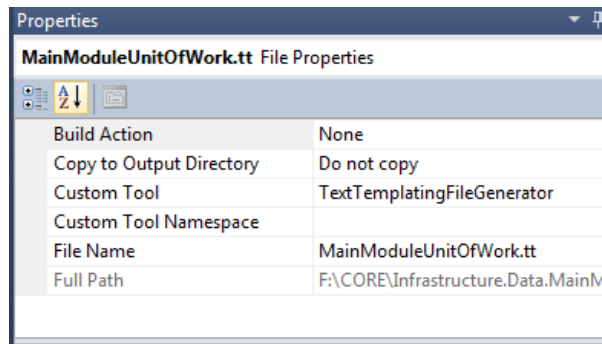 Properties
MainModuleUnitOfWork.tt File Properties
A
Z
Build Action None
Copy to Output Directory Do not copy
Custom Tool TextTemplatingFileGenerator
Custom Tool Namespace
File Name MainModuleUnitOfWork.tt
Full Path F:\CORE\Infrastructure.Data.MainM